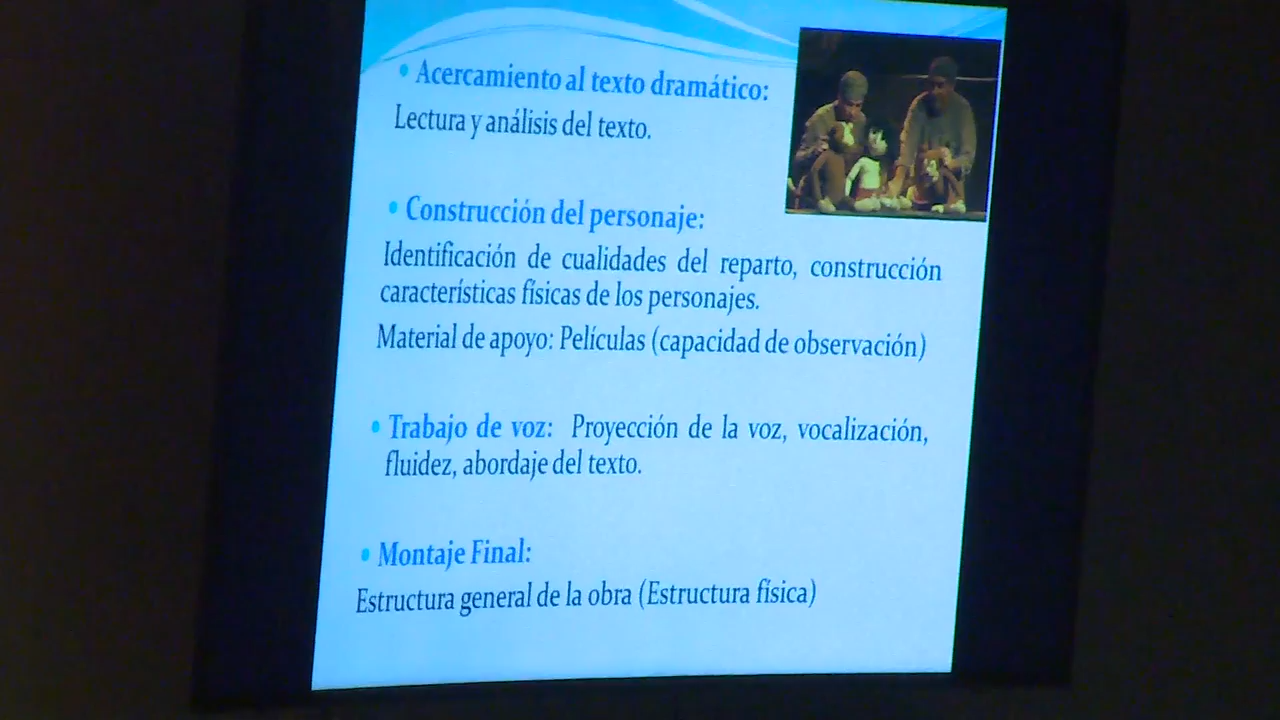 • Acercamiento al texto dramático:
Lectura y análisis del texto.
• Construcción del personaje:
Identificación de cualidades del reparto, construcción
características físicas de los personajes.
Material de apoyo: Películas (capacidad de observación)
• Trabajo de voz: Proyección de la voz, vocalización,
fluidez, abordaje del texto.
• Montaje Final:
Estructura general de la obra (Estructura física)